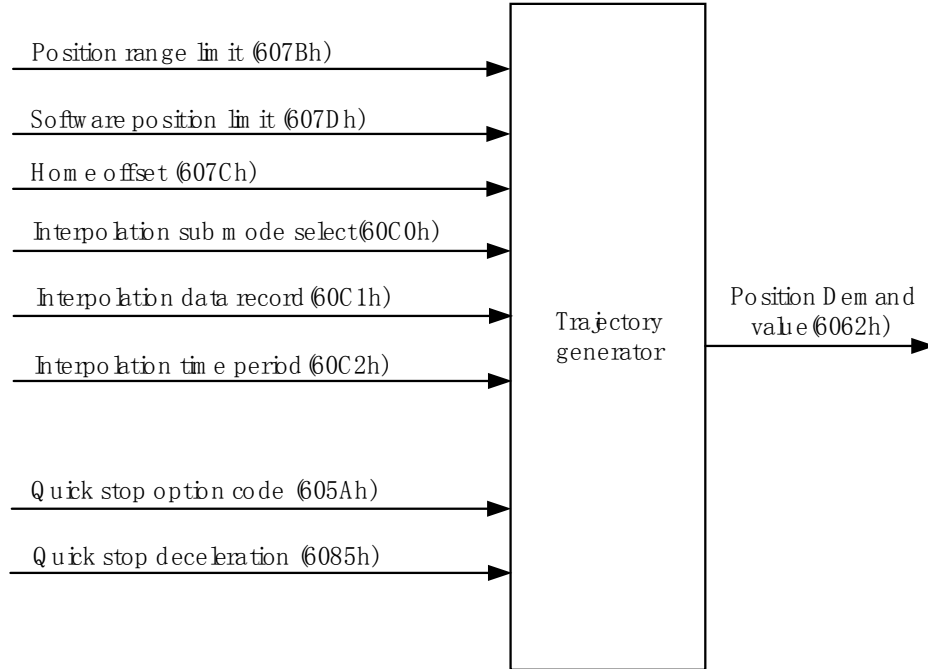 Position range limit (607Bh)
Software position limit (607Dh)
Home offset (607Ch)
Interpolation sub mode select(60C0h)
Interpolation data record (60C1h)
Interpolation time period (60C2h)
Quick stop option code (605Ah)
Quick stop deceleration (6085h)
Trajectory
generator
Position Demand
value(6062h)